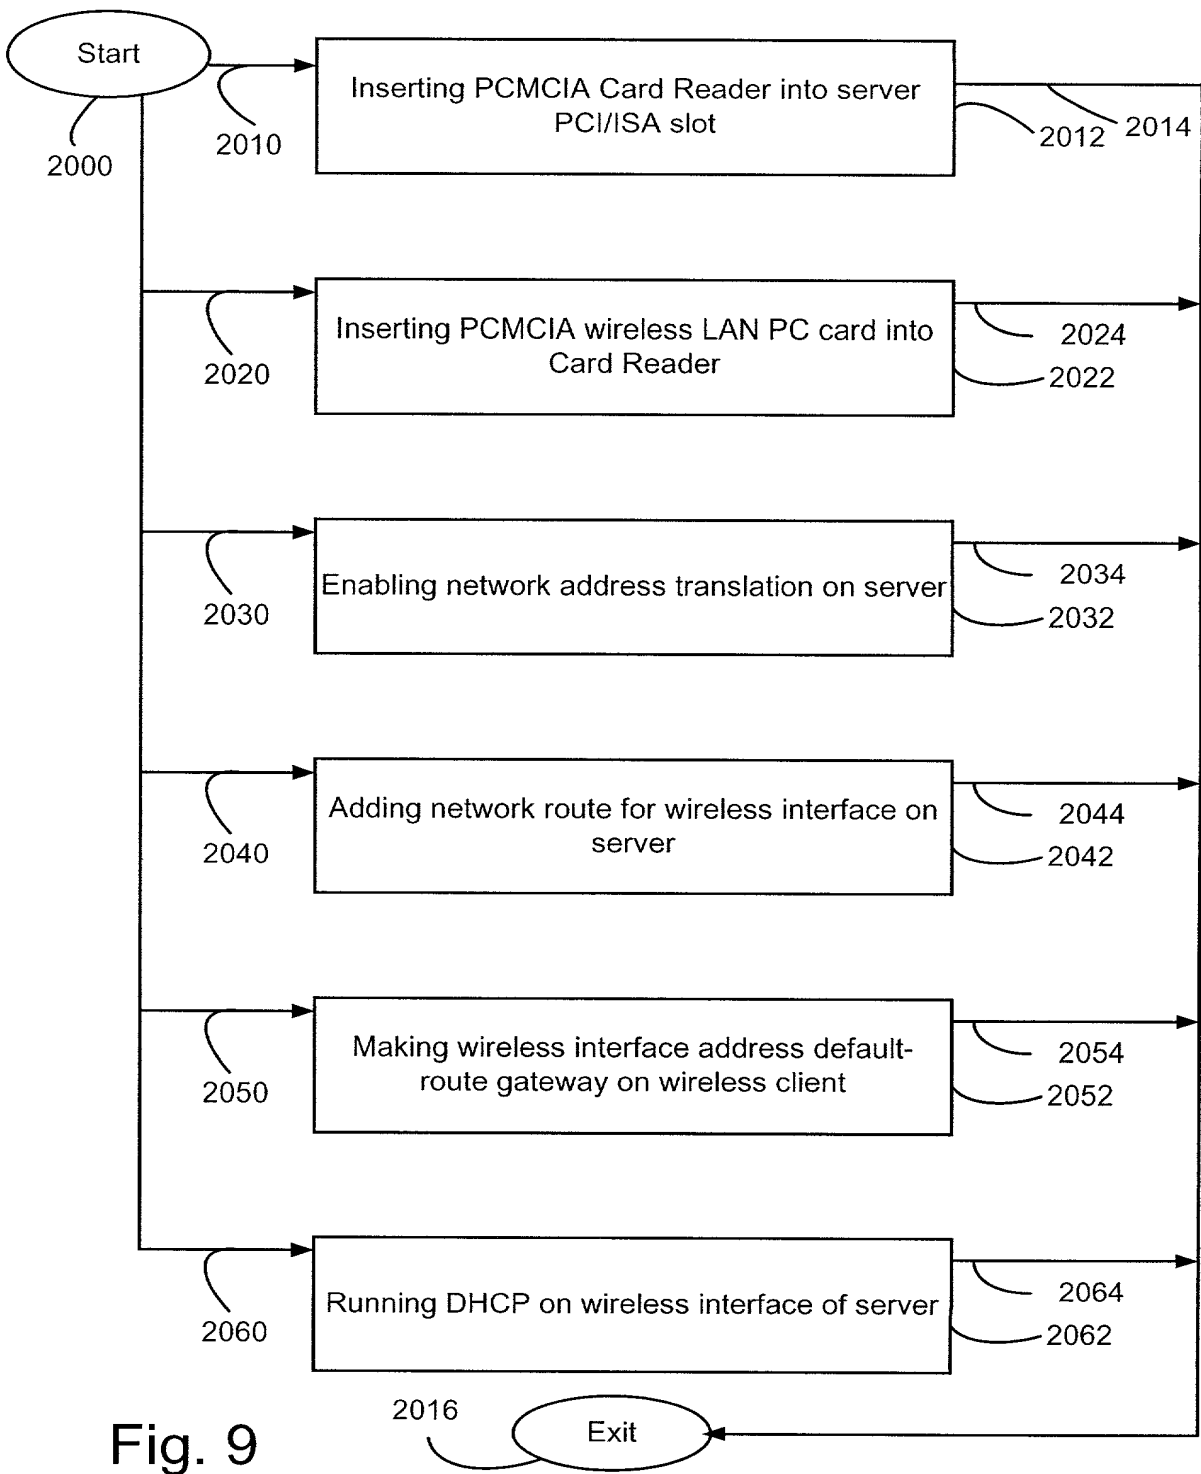 Start
2000
2010
Inserting PCMCIA Card Reader into server
PCI/ISA slot
2012
2014
2020
Inserting PCMCIA wireless LAN PC card into
Card Reader
2024
2022
2030
Enabling network address translation on server
2034
2032
2040
Adding network route for wireless interface on
server
2044
2042
2050
Making wireless interface address default-
route gateway on wireless client
2054
2052
2060
Running DHCP on wireless interface of server
2064
2062
2016
Exit
Fig. 9